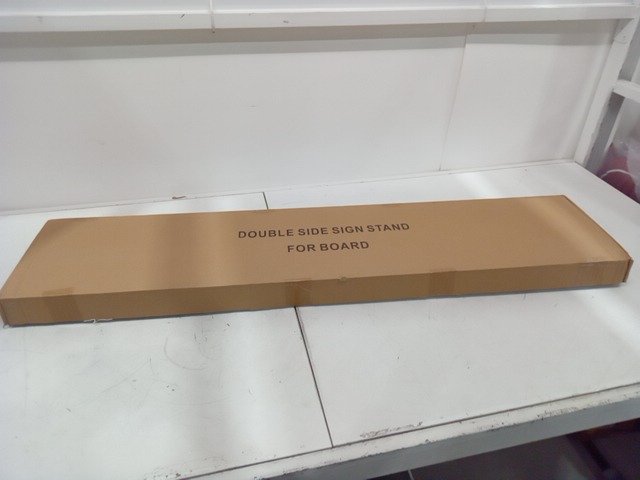 DOUBLE SIDE SIGN STAND
FOR BOARD